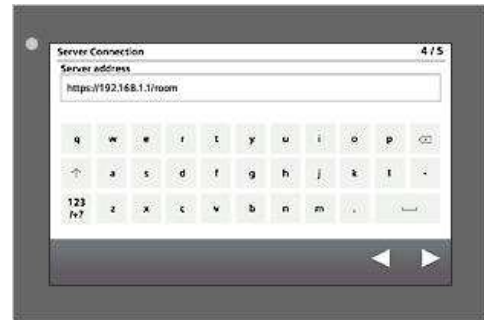 Server Connection 4/5
Server address
https://192.168.1.1/room
q w e r t y u i o p
a s d f g h j k l -
123 z x c v b n m .
/+?